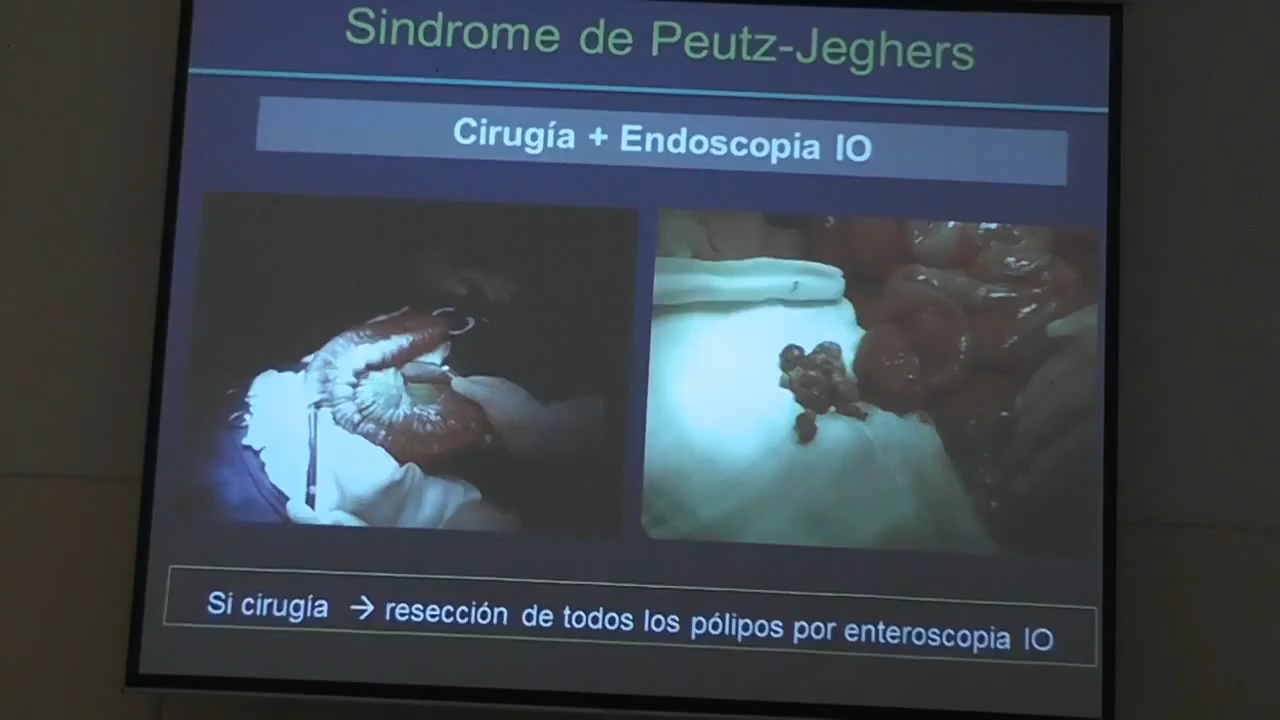 Sindrome de Peutz-Jeghers
Cirugía + Endoscopia IO
Si cirugía → resección de todos los pólipos por enteroscopia IO